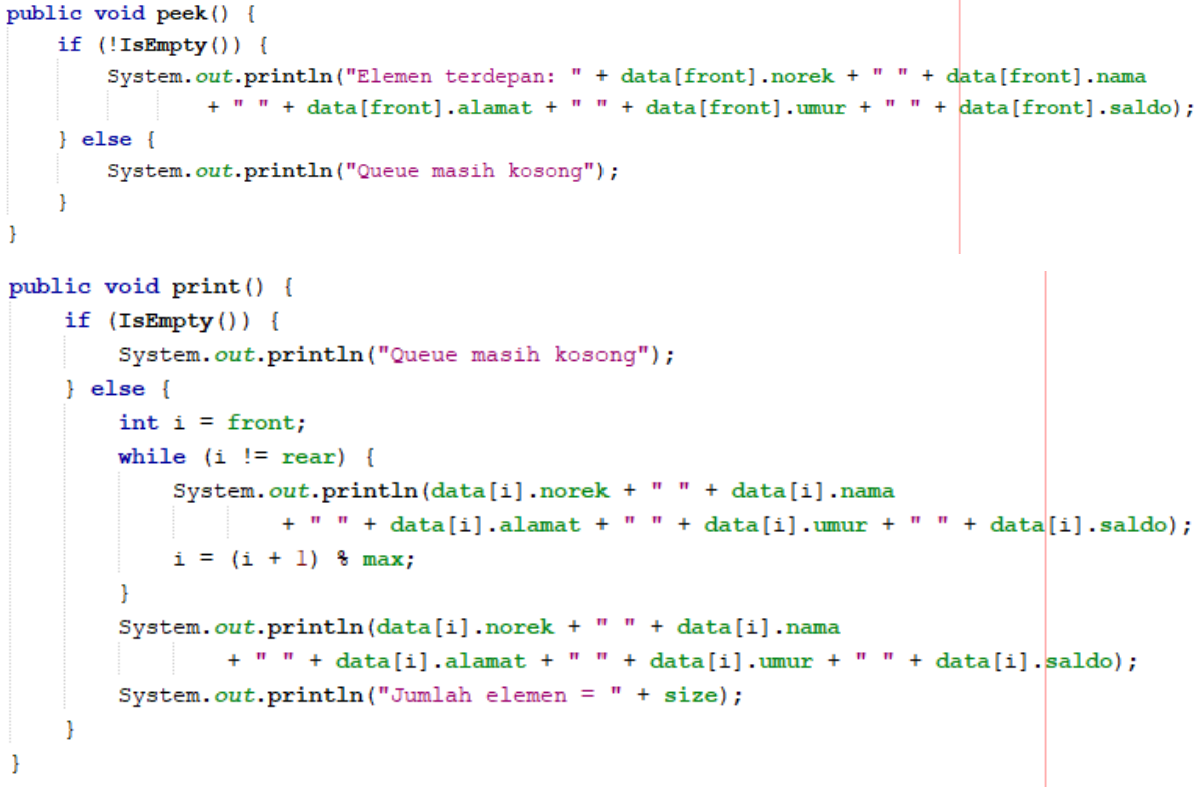 public void peek() {
    if (!IsEmpty()) {
        System.out.println("Elemen terdepan: " + data[front].norek + " " + data[front].nama
                + " " + data[front].alamat + " " + data[front].umur + " " + data[front].saldo);
    } else {
        System.out.println("Queue masih kosong");
    }
}
public void print() {
    if (IsEmpty()) {
        System.out.println("Queue masih kosong");
    } else {
        int i = front;
        while (i != rear) {
            System.out.println(data[i].norek + " " + data[i].nama
                    + " " + data[i].alamat + " " + data[i].umur + " " + data[i].saldo);
            i = (i + 1) % max;
        }
        System.out.println(data[i].norek + " " + data[i].nama
                + " " + data[i].alamat + " " + data[i].umur + " " + data[i].saldo);
        System.out.println("Jumlah elemen = " + size);
    }
}